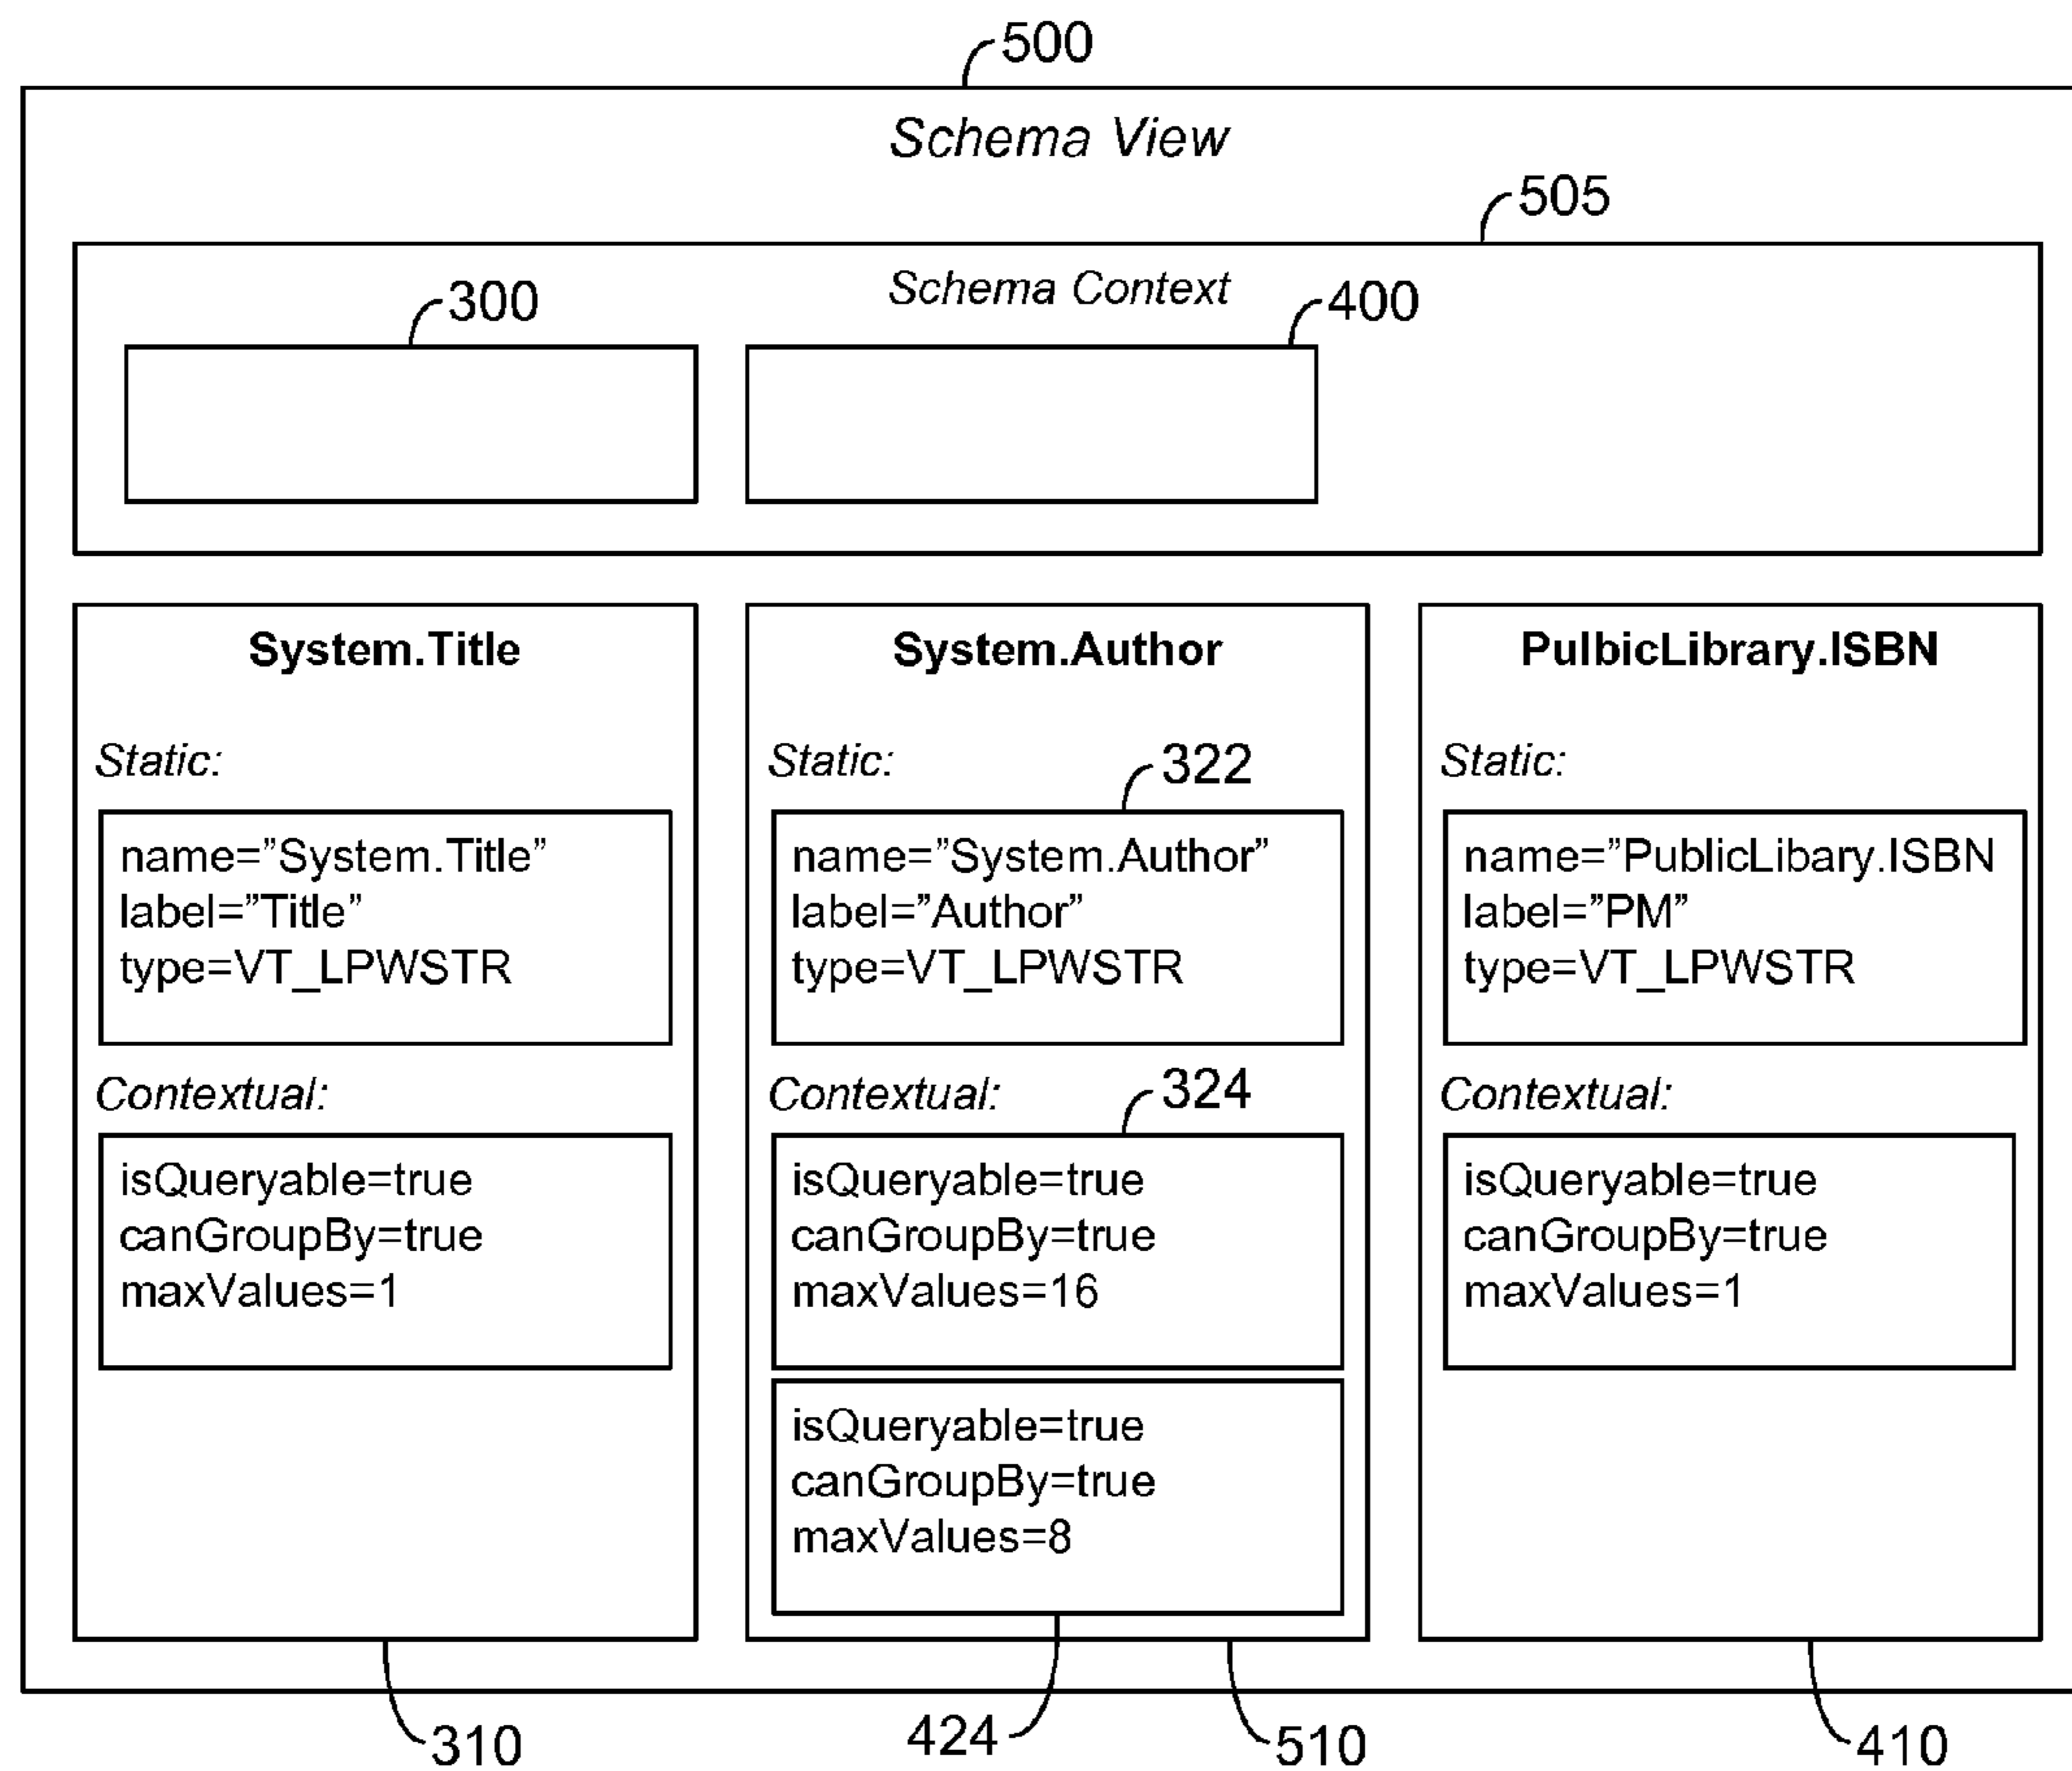 500
Schema View
505
Schema Context
300
400
System.Title
Static:
name=”System.Title”
label=”Title”
type=VT_LPWSTR
Contextual:
isQueryable=true
canGroupBy=true
maxValues=1
310
System.Author
Static:
322
name=”System.Author”
label=”Author”
type=VT_LPWSTR
Contextual:
324
isQueryable=true
canGroupBy=true
maxValues=16
isQueryable=true
canGroupBy=true
maxValues=8
424
510
PulbicLibrary.ISBN
Static:
name=”PublicLibary.ISBN
label=”PM”
type=VT_LPWSTR
Contextual:
isQueryable=true
canGroupBy=true
maxValues=1
410